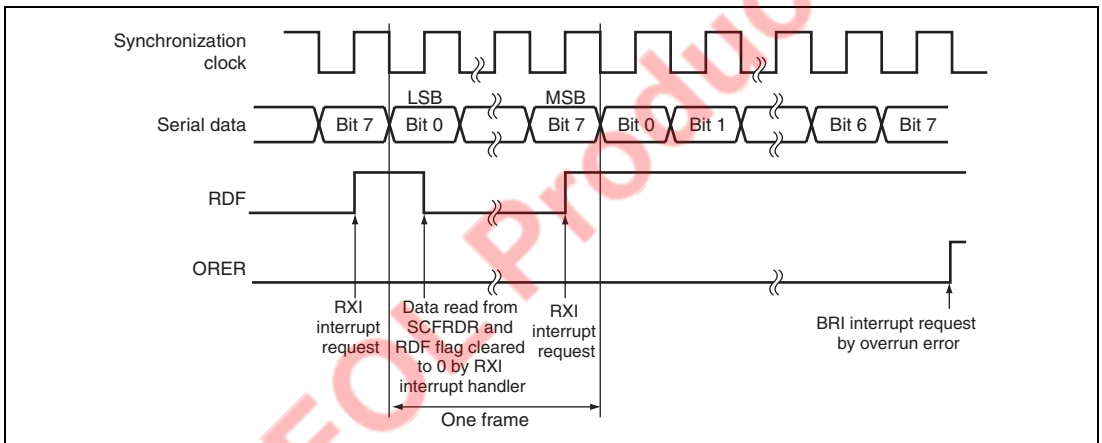 Synchronization
clock
LSB
MSB
Serial data
Bit 7
Bit 0
Bit 7
Bit 0
Bit 1
Bit 6
Bit 7
RDF
ORER
RXI
interrupt
request
Data read from
SCFRDR and
RDF flag cleared
to 0 by RXI
interrupt handler
RXI
interrupt
request
BRI interrupt request
by overrun error
One frame
EOL Produc